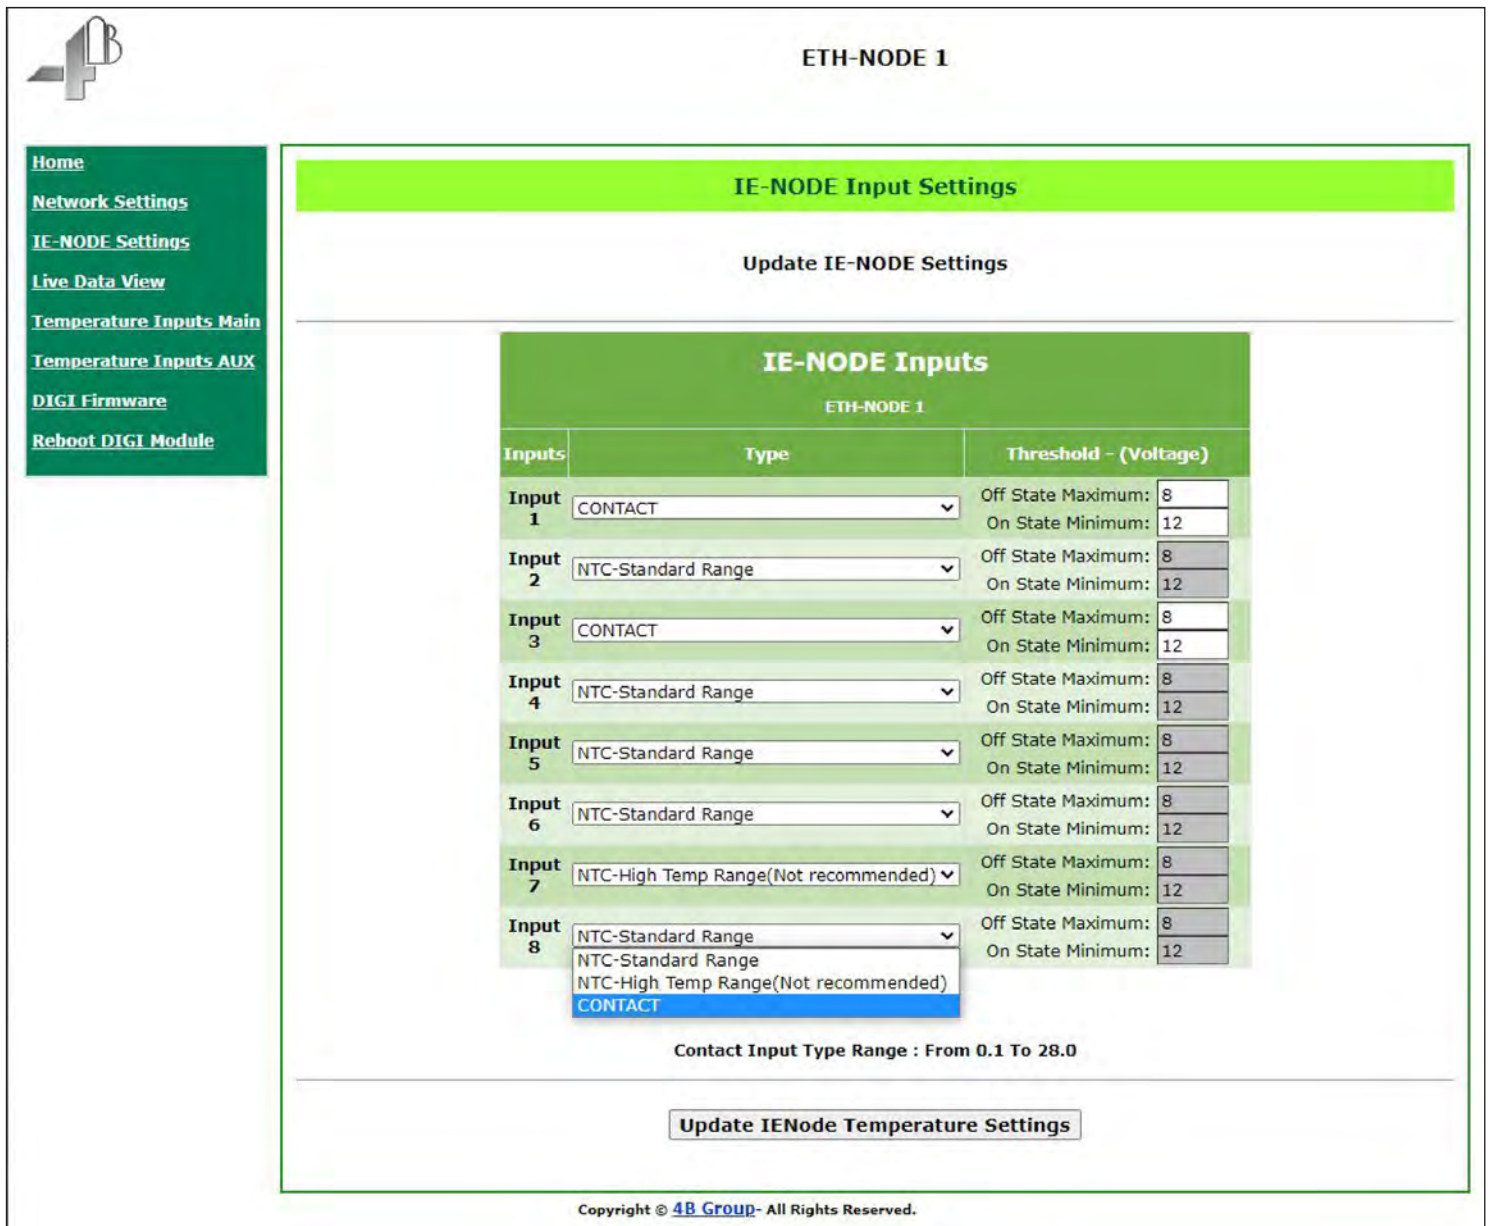 4B
ETH-NODE 1
Home
Network Settings
IE-NODE Settings
Live Data View
Temperature Inputs Main
Temperature Inputs AUX
DIGI Firmware
Reboot DIGI Module
IE-NODE Input Settings
Update IE-NODE Settings
IE-NODE Inputs
ETH-NODE 1
Inputs Type Threshold - (Voltage)
Input 1 CONTACT Off State Maximum: 8
On State Minimum: 12
Input 2 NTC-Standard Range Off State Maximum: 8
On State Minimum: 12
Input 3 CONTACT Off State Maximum: 8
On State Minimum: 12
Input 4 NTC-Standard Range Off State Maximum: 8
On State Minimum: 12
Input 5 NTC-Standard Range Off State Maximum: 8
On State Minimum: 12
Input 6 NTC-Standard Range Off State Maximum: 8
On State Minimum: 12
Input 7 NTC-High Temp Range(Not recommended) Off State Maximum: 8
On State Minimum: 12
Input 8 NTC-Standard Range Off State Maximum: 8
On State Minimum: 12
NTC-Standard Range
NTC-High Temp Range(Not recommended)
CONTACT
Contact Input Type Range : From 0.1 To 28.0
Update IENode Temperature Settings
Copyright © 4B Group- All Rights Reserved.